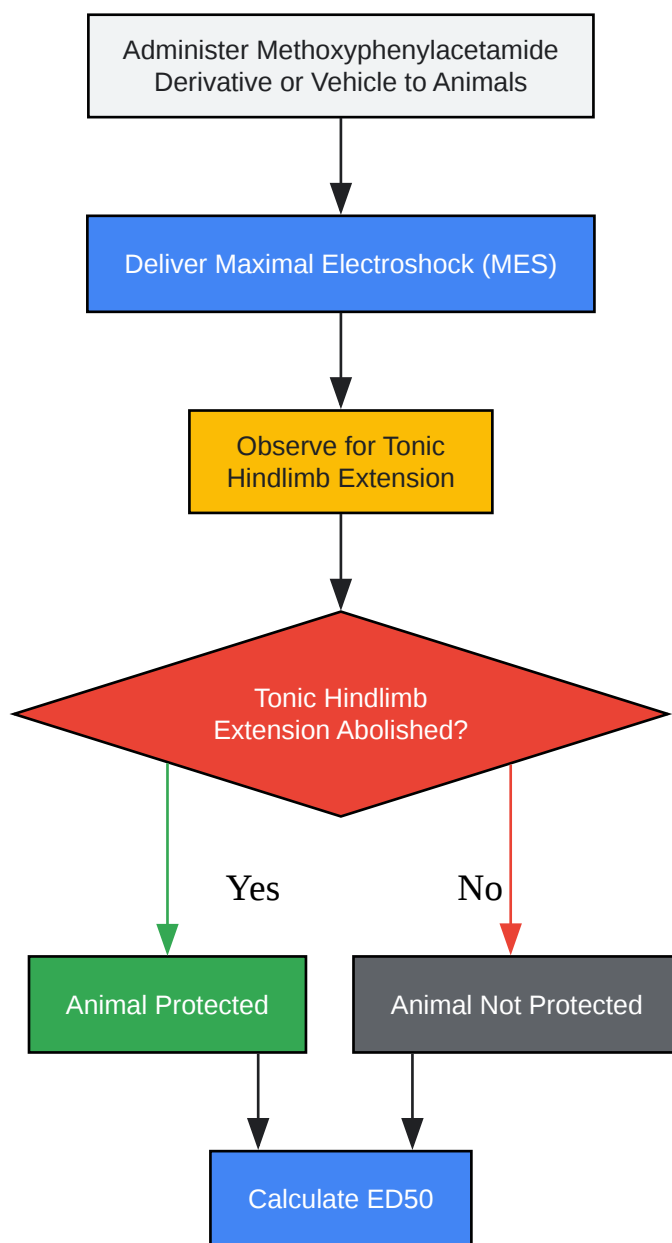 Administer Methoxyphenylacetamide
Derivative or Vehicle to Animals
Deliver Maximal Electroshock (MES)
Observe for Tonic
Hindlimb Extension
Tonic Hindlimb
Extension Abolished?
Yes
No
Animal Protected
Animal Not Protected
Calculate ED50